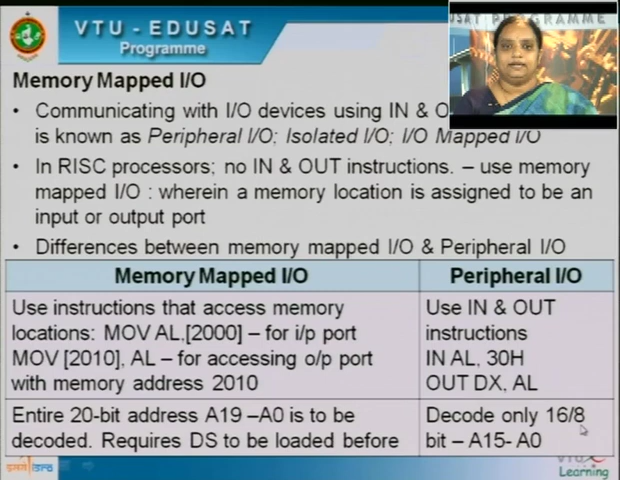 VTU - EDUSAT
Programme
USAT PROGRAMME
Memory Mapped I/O
• Communicating with I/O devices using IN &
is known as Peripheral I/O; Isolated I/O; I/O Mapped I/O
• In RISC processors; no IN & OUT instructions. – use memory
mapped I/O : wherein a memory location is assigned to be an
input or output port
• Differences between memory mapped I/O & Peripheral I/O
Memory Mapped I/O
Peripheral I/O
Use instructions that access memory
locations: MOV AL,[2000] – for i/p port
MOV [2010], AL – for accessing o/p port
with memory address 2010
Use IN & OUT
instructions
IN AL, 30H
OUT DX, AL
Entire 20-bit address A19 –A0 is to be
decoded. Requires DS to be loaded before
Decode only 16/8
bit – A15- A0
Learning